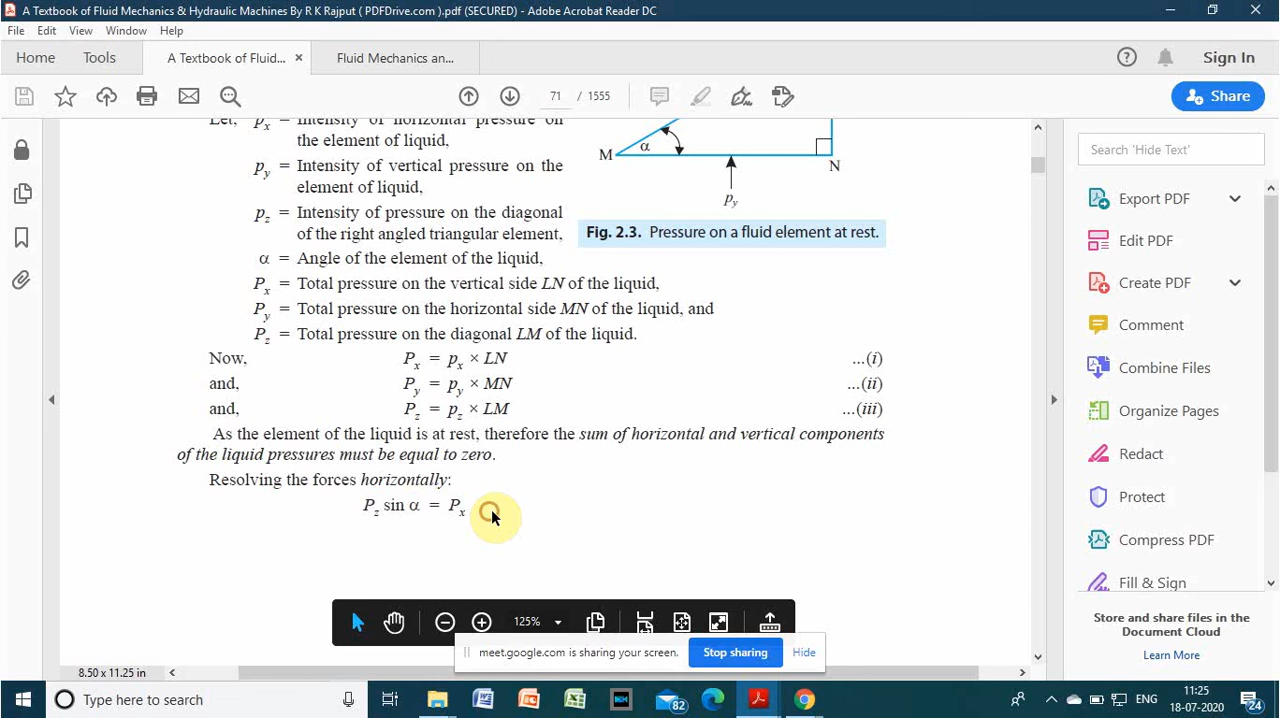 A Textbook of Fluid Mechanics & Hydraulic Machines By R K Rajput ( PDFDrive.com ).pdf (SECURED) - Adobe Acrobat Reader DC
File Edit View Window Help
Home Tools A Textbook of Fluid... × Fluid Mechanics an... Sign In
71 / 1555 Share
Let, px = Intensity of horizontal pressure on
the element of liquid,
py = Intensity of vertical pressure on the
element of liquid,
pz = Intensity of pressure on the diagonal
of the right angled triangular element,
α = Angle of the element of the liquid,
Px = Total pressure on the vertical side LN of the liquid,
Py = Total pressure on the horizontal side MN of the liquid, and
Pz = Total pressure on the diagonal LM of the liquid.
M α N
py
Fig. 2.3. Pressure on a fluid element at rest.
Now, Px = px × LN ...(i)
and, Py = py × MN ...(ii)
and, Pz = pz × LM ...(iii)
As the element of the liquid is at rest, therefore the sum of horizontal and vertical components
of the liquid pressures must be equal to zero.
Resolving the forces horizontally:
Pz sin α = Px
125%
meet.google.com is sharing your screen. Stop sharing Hide
8.50 x 11.25 in
Search 'Hide Text'
Export PDF
Edit PDF
Create PDF
Comment
Combine Files
Organize Pages
Redact
Protect
Compress PDF
Fill & Sign
Store and share files in the
Document Cloud
Learn More
Type here to search 82 ENG 11:25
18-07-2020 24